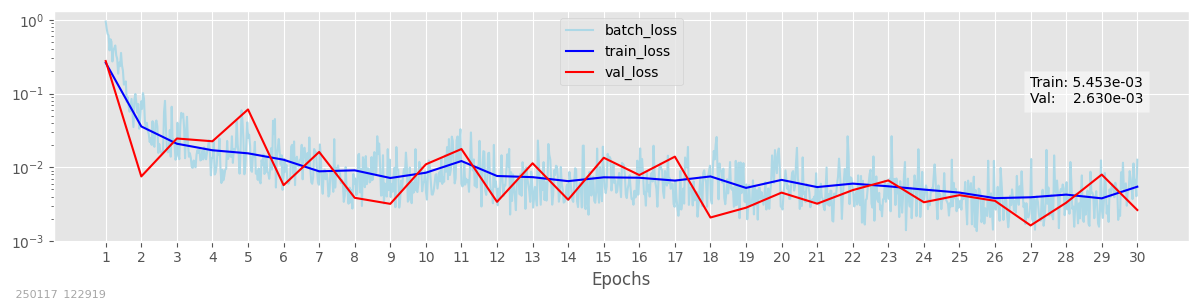 10⁰
10⁻¹
10⁻²
10⁻³
batch_loss
train_loss
val_loss
Train: 5.453e-03
Val: 2.630e-03
1 2 3 4 5 6 7 8 9 10 11 12 13 14 15 16 17 18 19 20 21 22 23 24 25 26 27 28 29 30
Epochs
250117_122919